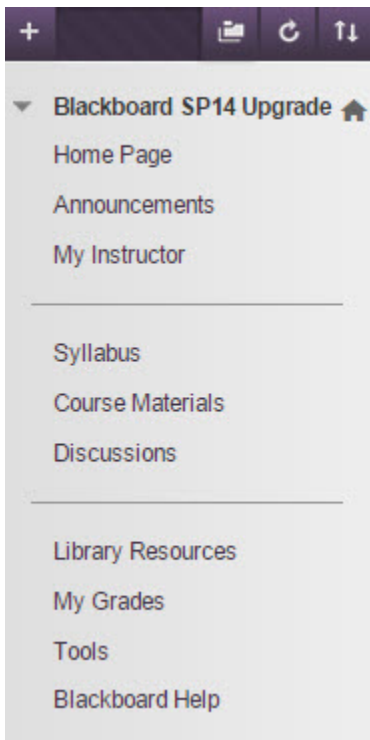 Blackboard SP14 Upgrade
Home Page
Announcements
My Instructor
Syllabus
Course Materials
Discussions
Library Resources
My Grades
Tools
Blackboard Help